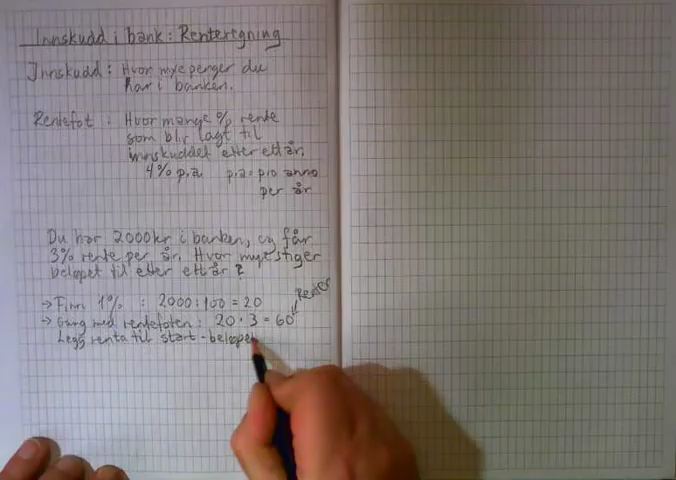 Innskudd i bank: Renteregning
Innskudd: Hvor mye penger du
har i banken.
Rentefot: Hvor mange % rente
som blir lagt til
innskuddet etter ett år.
4% p.a p.a = pro anno
per år
Du har 2000kr i banken, og får
3% rente per år. Hvor mye stiger
beløpet til etter ett år?
→ Finn 1% : 2000:100 = 20
Renter
→ Gang med rentefoten: 20 · 3 = 60
Legg renta til start-beløpet